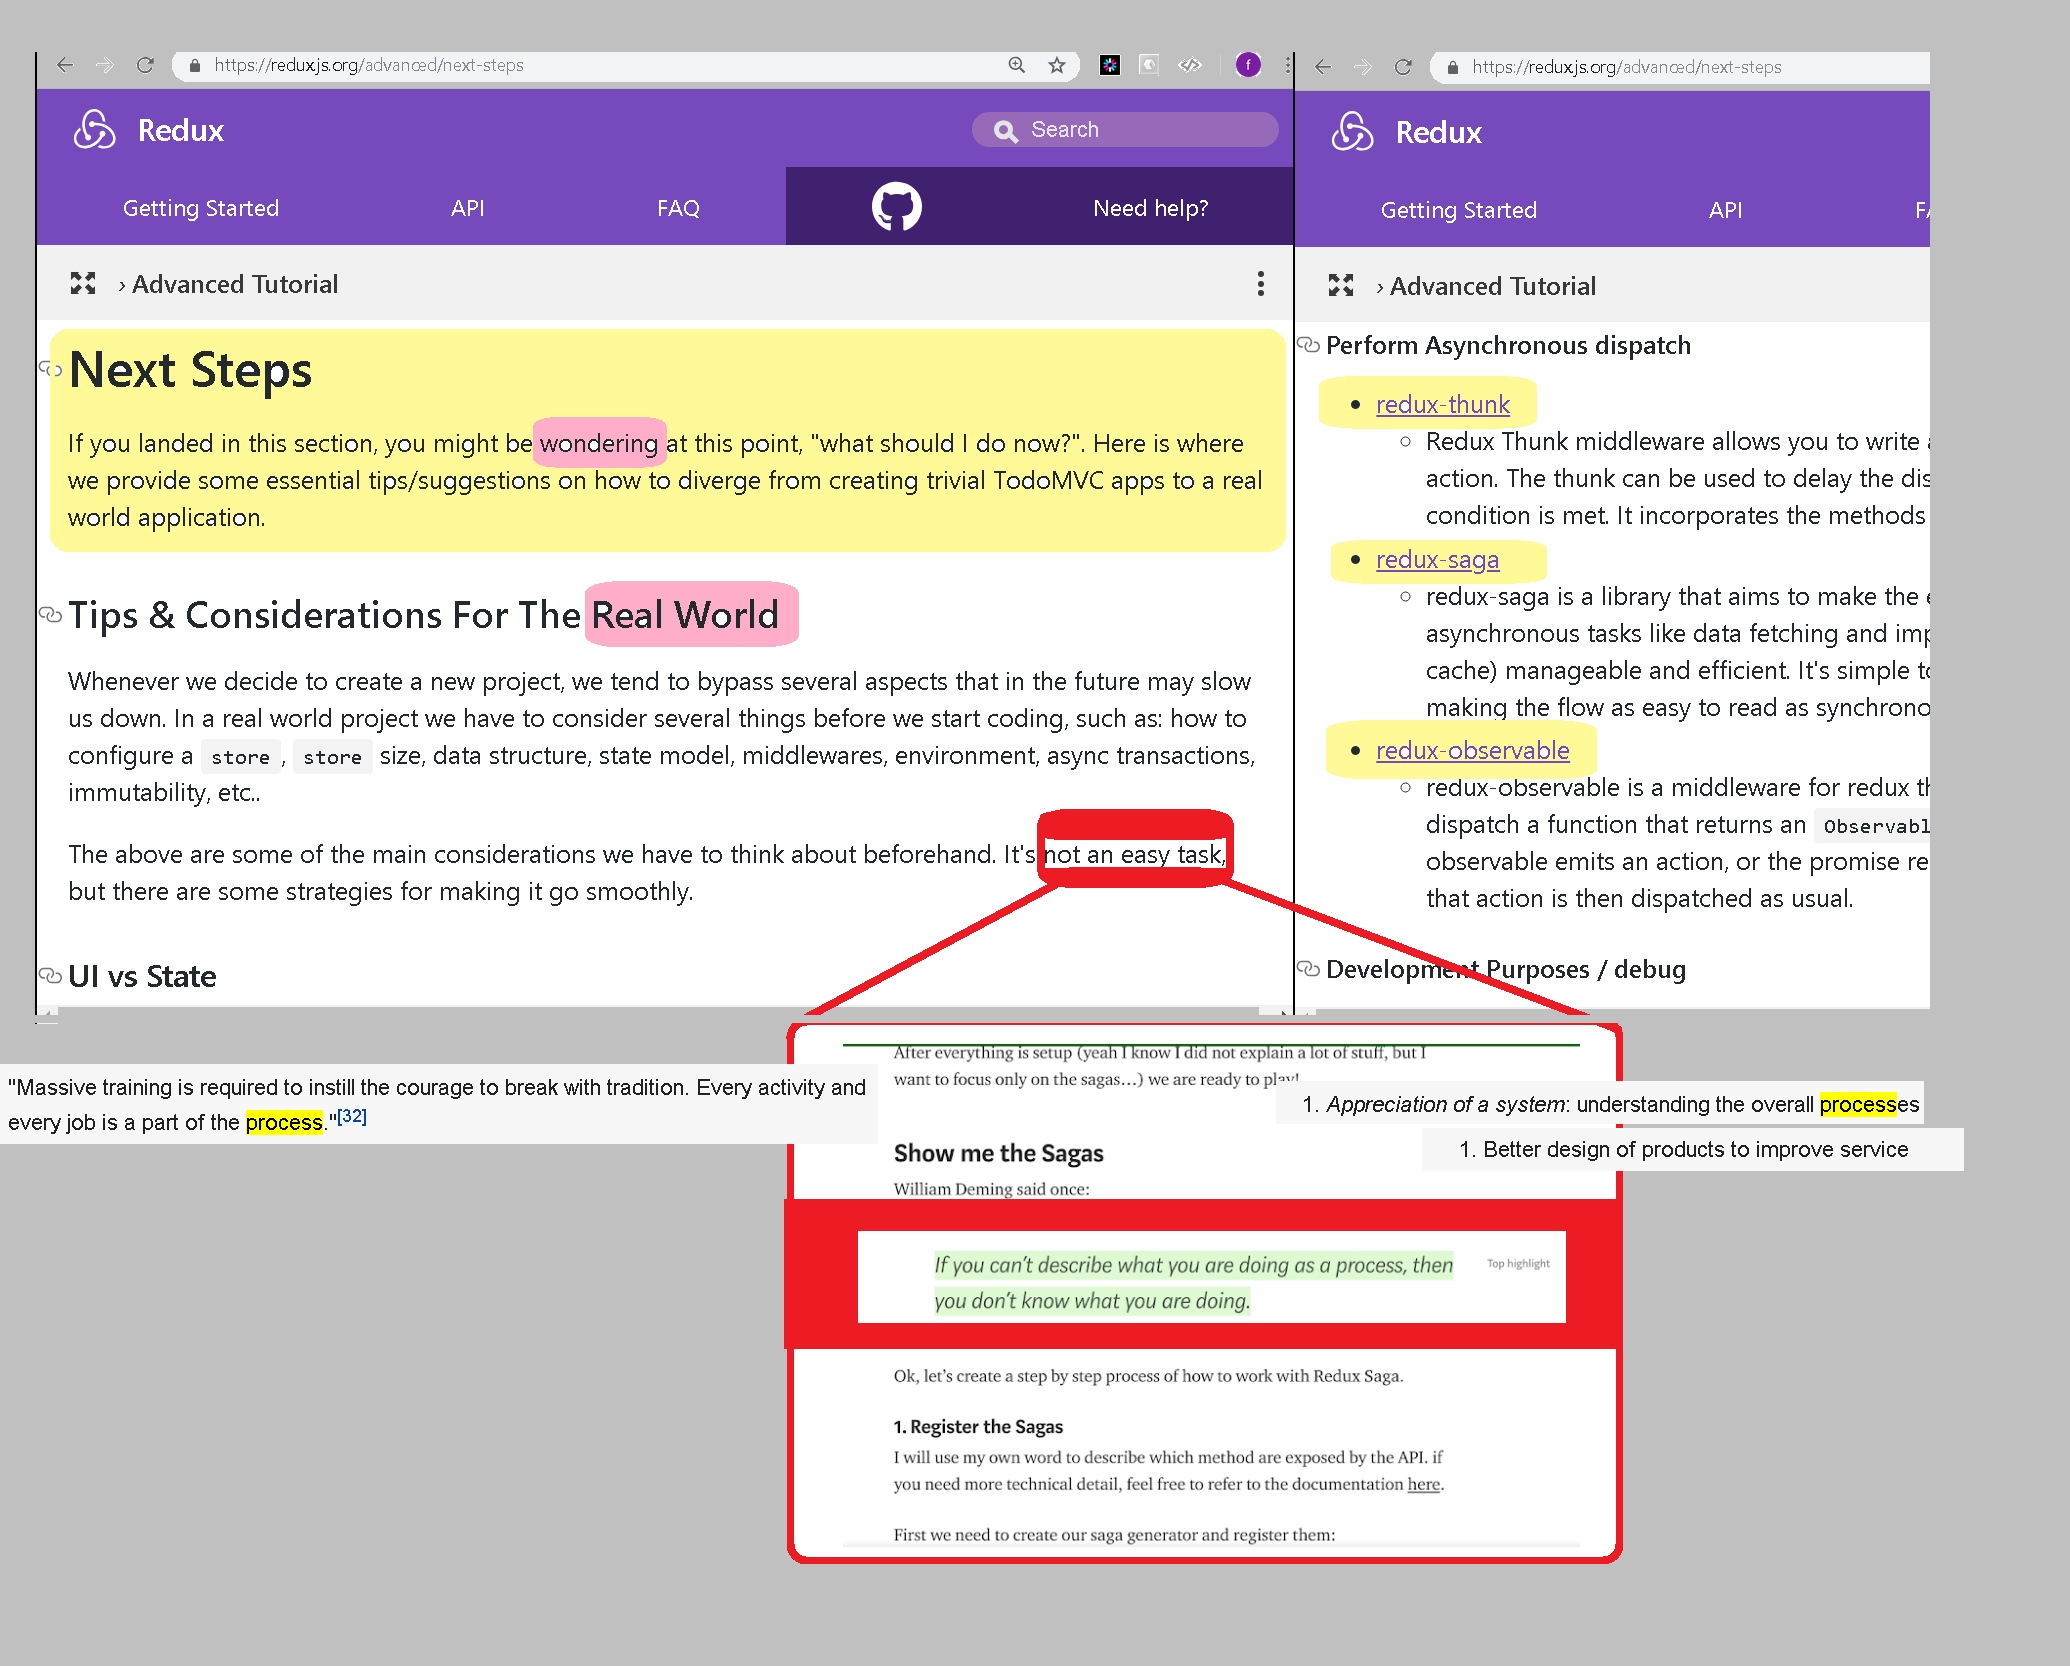 https://redux.js.org/advanced/next-steps
f
Redux
Search
Getting Started
API
FAQ
Need help?
› Advanced Tutorial
Next Steps
If you landed in this section, you might be wondering at this point, "what should I do now?". Here is where
we provide some essential tips/suggestions on how to diverge from creating trivial TodoMVC apps to a real
world application.
Tips & Considerations For The Real World
Whenever we decide to create a new project, we tend to bypass several aspects that in the future may slow
us down. In a real world project we have to consider several things before we start coding, such as: how to
configure a store, store size, data structure, state model, middlewares, environment, async transactions,
immutability, etc..
The above are some of the main considerations we have to think about beforehand. It's not an easy task,
but there are some strategies for making it go smoothly.
UI vs State
https://redux.js.org/advanced/next-steps
Redux
Getting Started
API
› Advanced Tutorial
Perform Asynchronous dispatch
• redux-thunk
Redux Thunk middleware allows you to write
action. The thunk can be used to delay the dis
condition is met. It incorporates the methods
• redux-saga
redux-saga is a library that aims to make the
asynchronous tasks like data fetching and imp
cache) manageable and efficient. It's simple to
making the flow as easy to read as synchrono
• redux-observable
redux-observable is a middleware for redux th
dispatch a function that returns an Observabl
observable emits an action, or the promise re
that action is then dispatched as usual.
Development Purposes / debug
"Massive training is required to instill the courage to break with tradition. Every activity and
every job is a part of the process."[32]
After everything is setup (yeah I know I did not explain a lot of stuff, but I
want to focus only on the sagas…) we are ready to play!
1. Appreciation of a system: understanding the overall processes
1. Better design of products to improve service
Show me the Sagas
William Deming said once:
If you can't describe what you are doing as a process, then
you don't know what you are doing.
Top highlight
Ok, let's create a step by step process of how to work with Redux Saga.
1. Register the Sagas
I will use my own word to describe which method are exposed by the API. if
you need more technical detail, feel free to refer to the documentation here.
First we need to create our saga generator and register them: